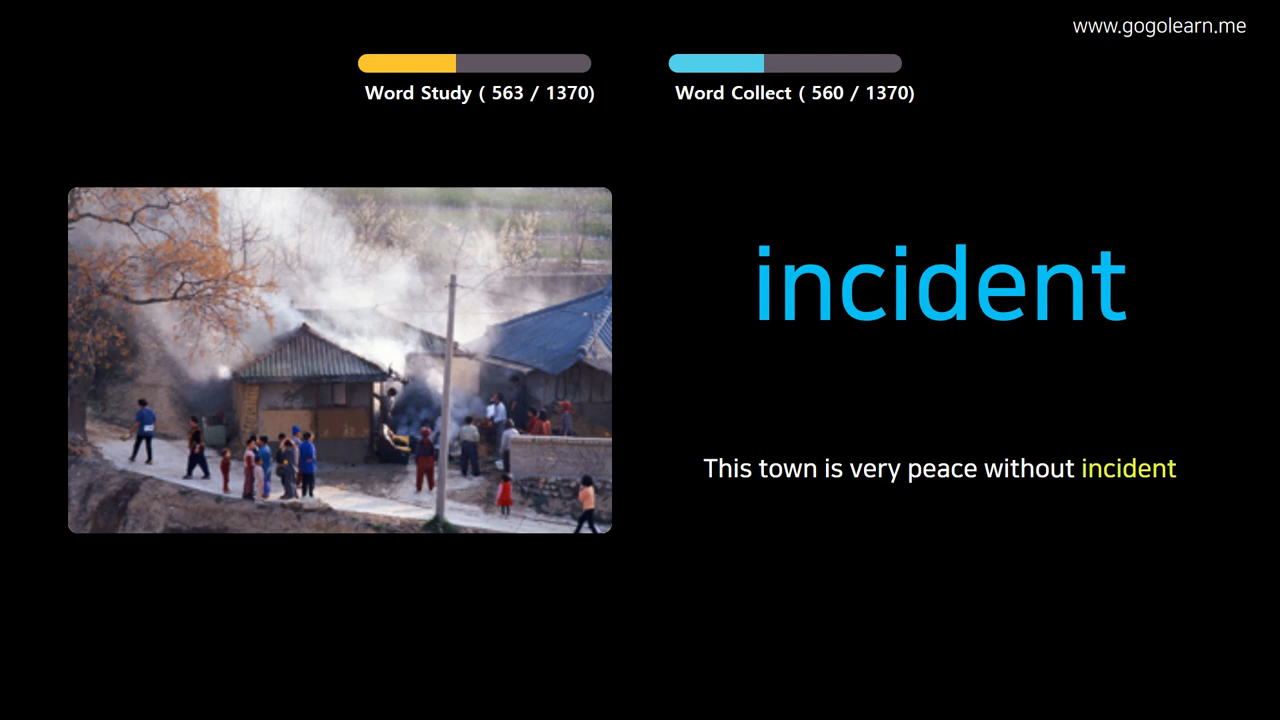 www.gogolearn.me
Word Study ( 563 / 1370)
Word Collect ( 560 / 1370)
incident
This town is very peace without incident